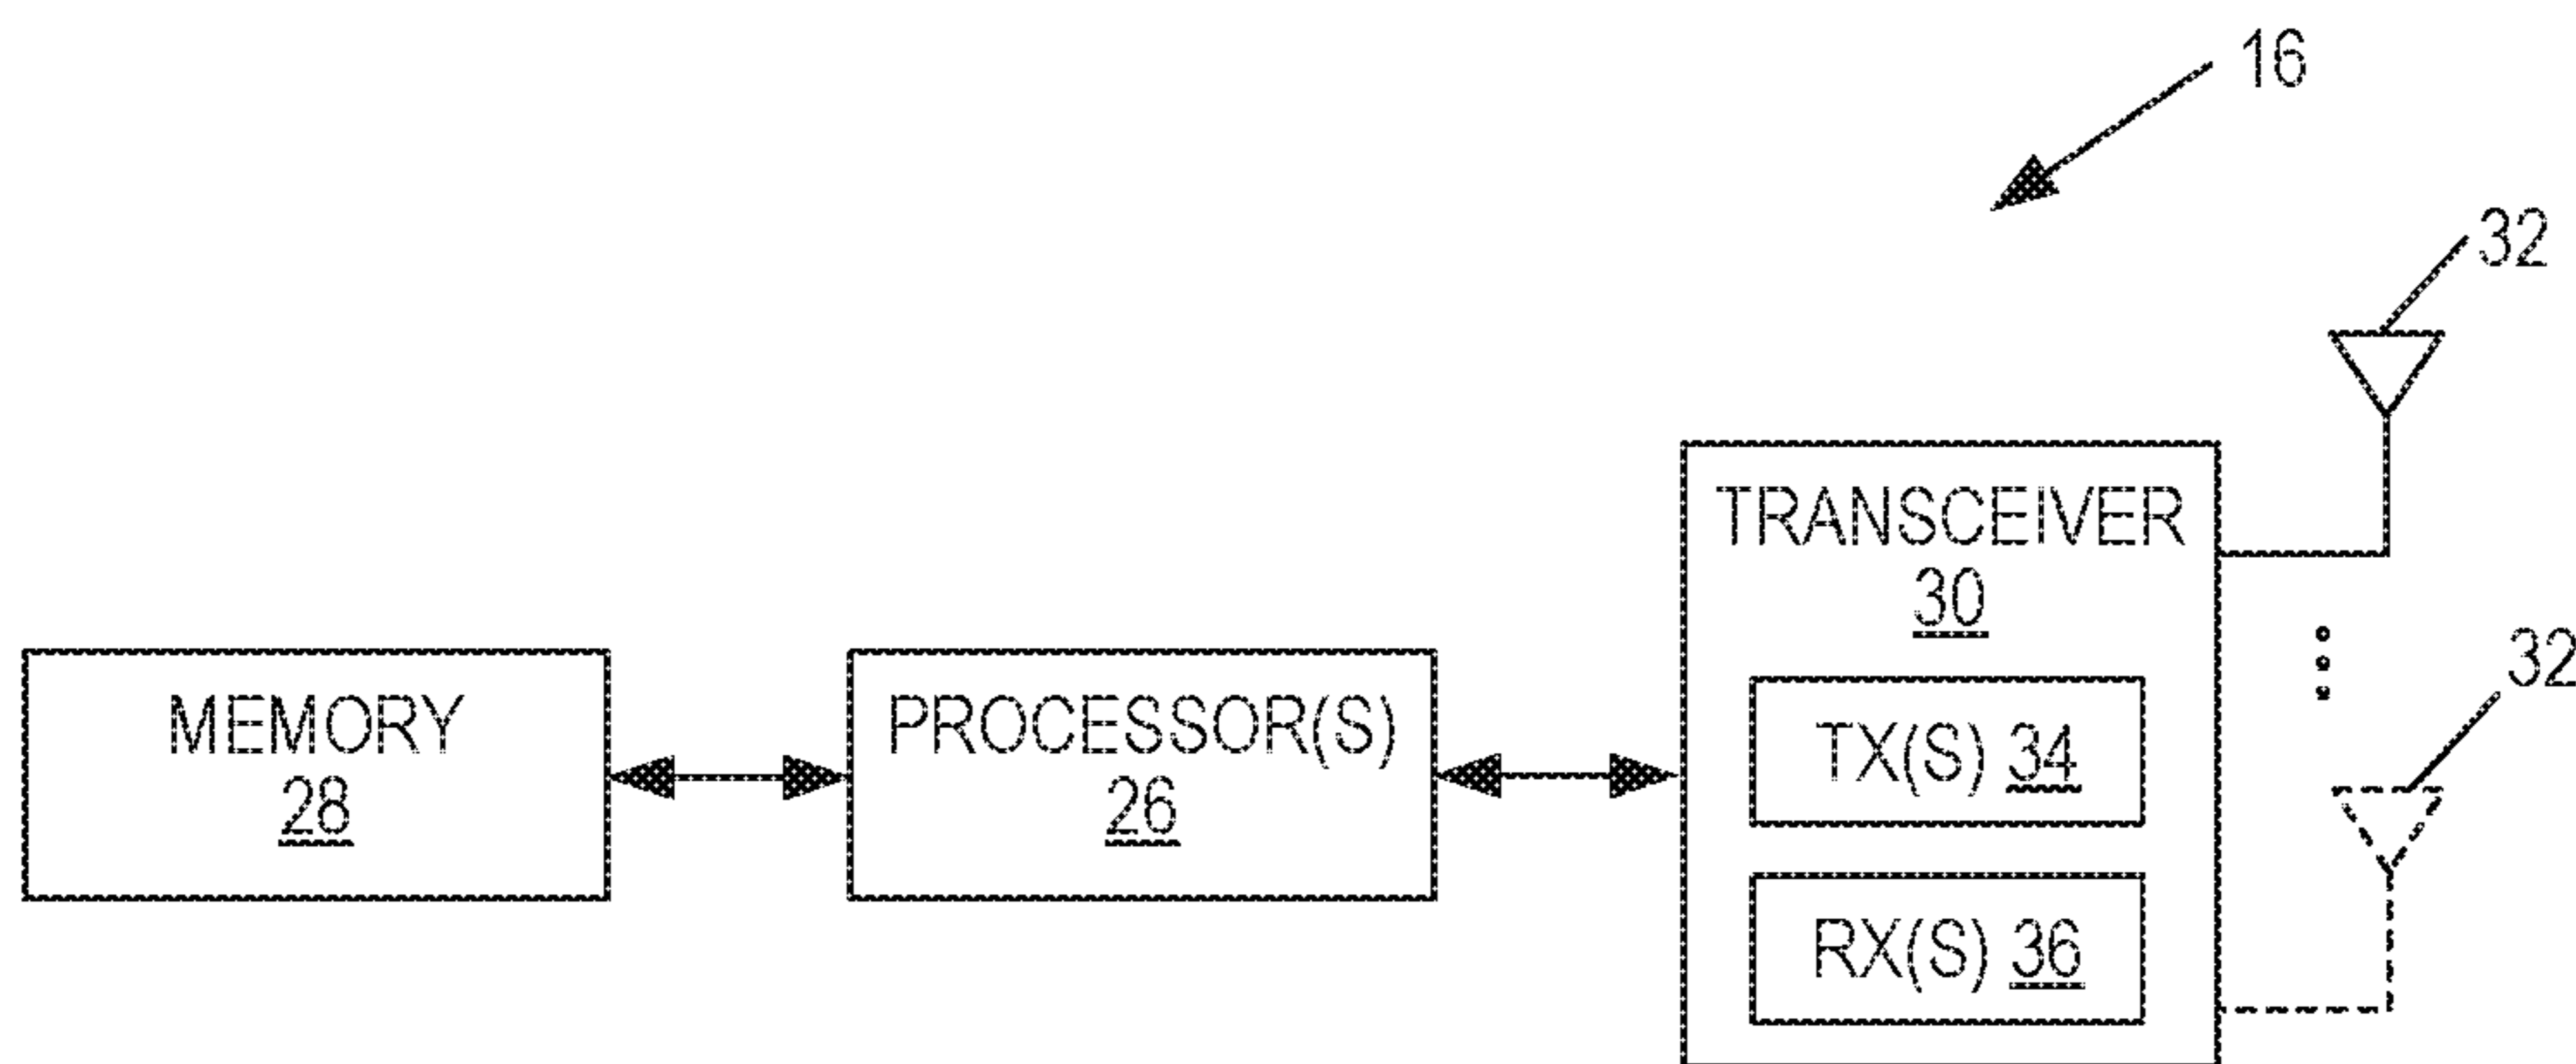 16
32
TRANSCEIVER
30
32
MEMORY
28
PROCESSOR(S)
26
TX(S) 34
RX(S) 36